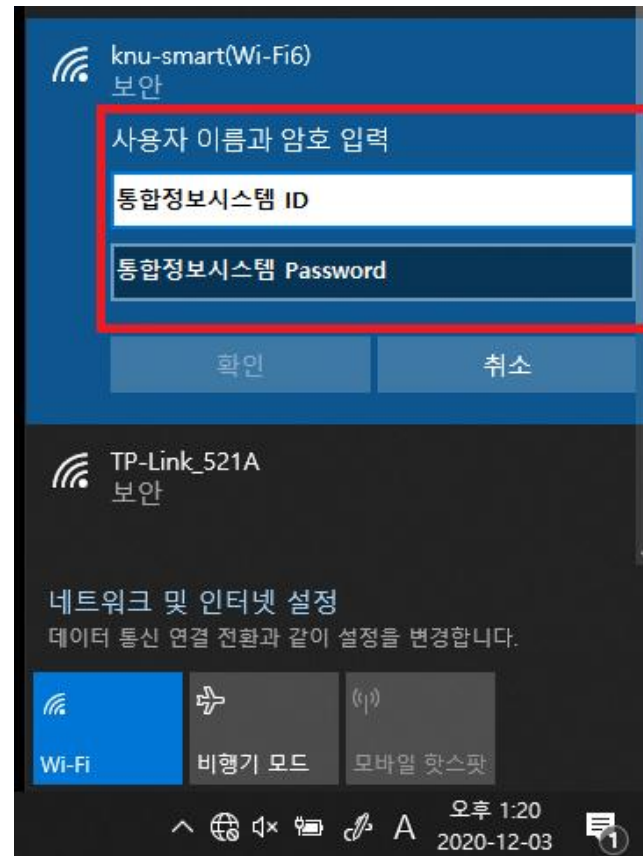 knu-smart(Wi-Fi6)
보안
사용자 이름과 암호 입력
통합정보시스템 ID
통합정보시스템 Password
확인
취소
TP-Link_521A
보안
네트워크 및 인터넷 설정
데이터 통신 연결 전환과 같이 설정을 변경합니다.
Wi-Fi
비행기 모드
모바일 핫스팟
A
오후 1:20
2020-12-03
1